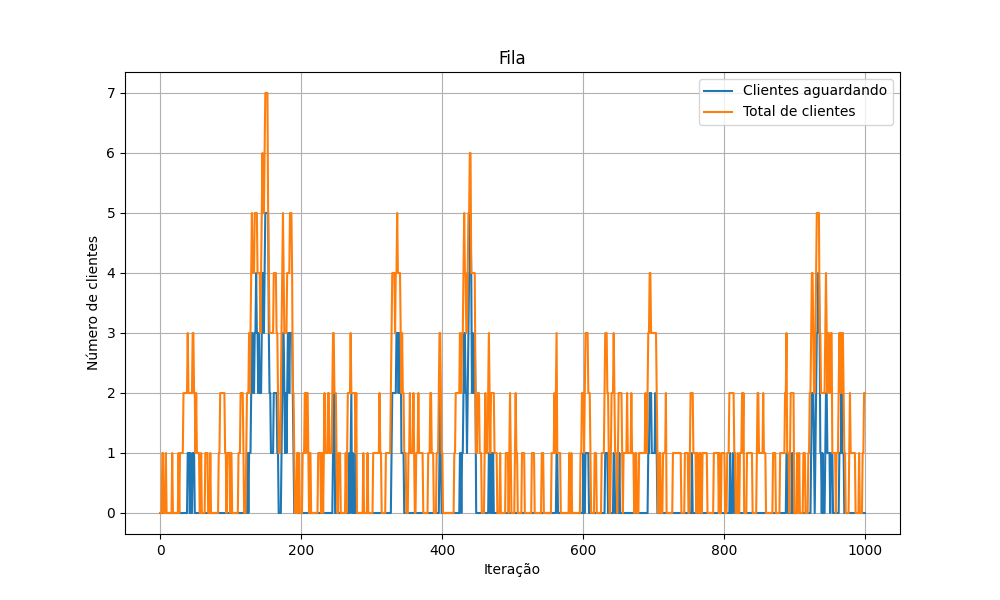 Fila
Clientes aguardando
Total de clientes
7
6
5
4
3
2
1
0
Número de clientes
0 200 400 600 800 1000
Iteração